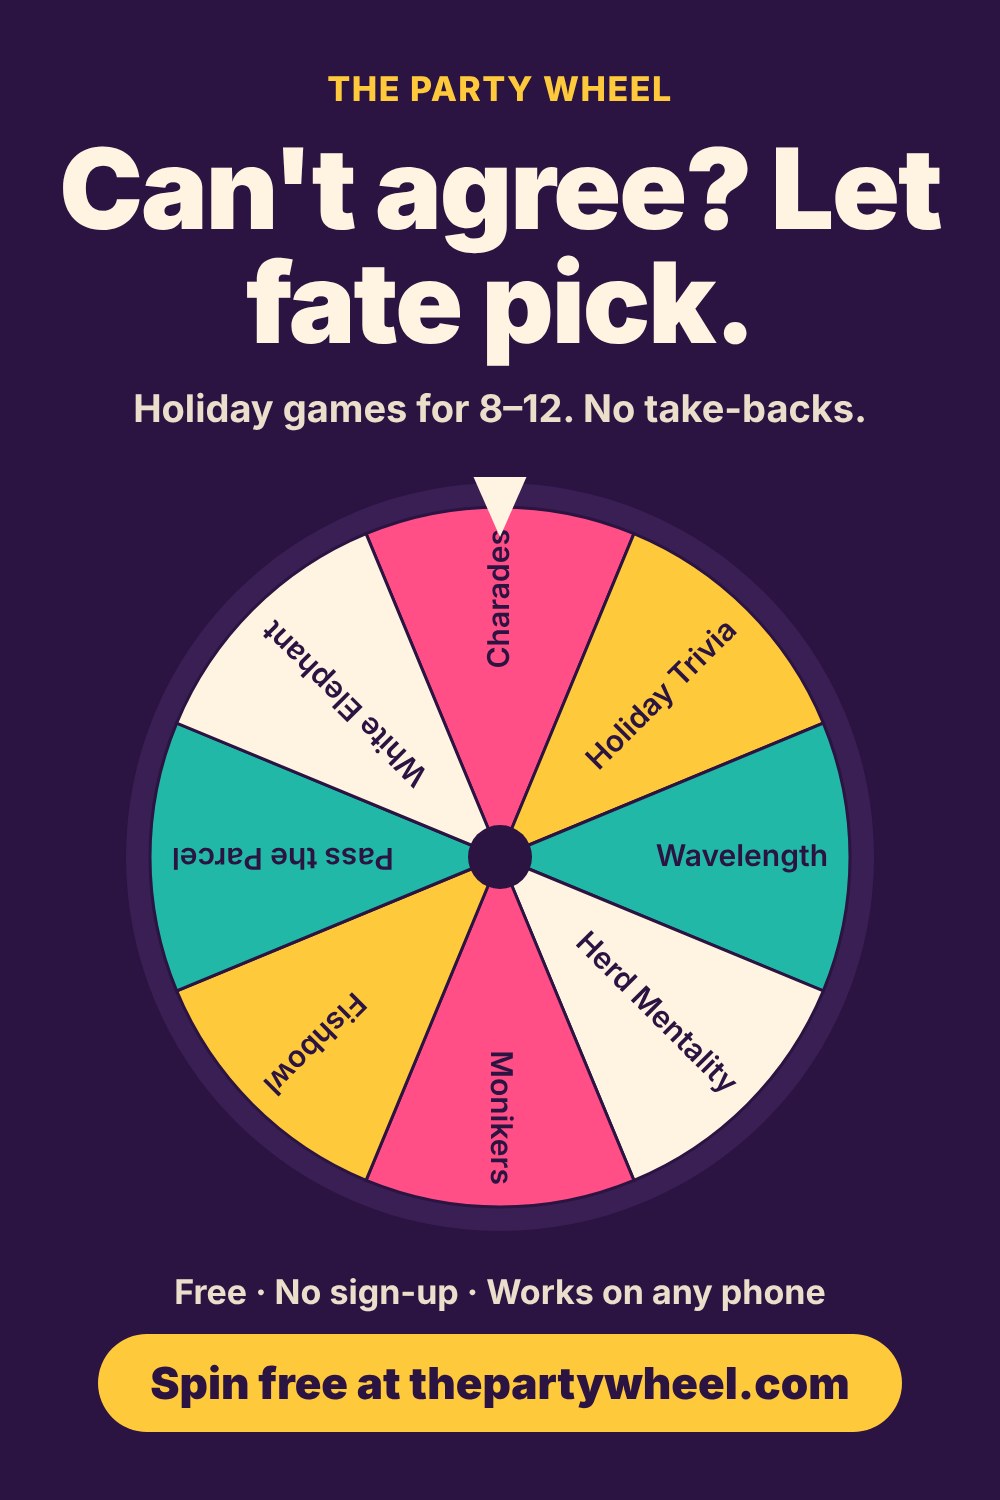 THE PARTY WHEEL
Can't agree? Let
fate pick.
Holiday games for 8–12. No take-backs.
Charades
Holiday Trivia
Wavelength
Herd Mentality
Monikers
Fishbowl
Pass the Parcel
White Elephant
Free · No sign-up · Works on any phone
Spin free at thepartywheel.com